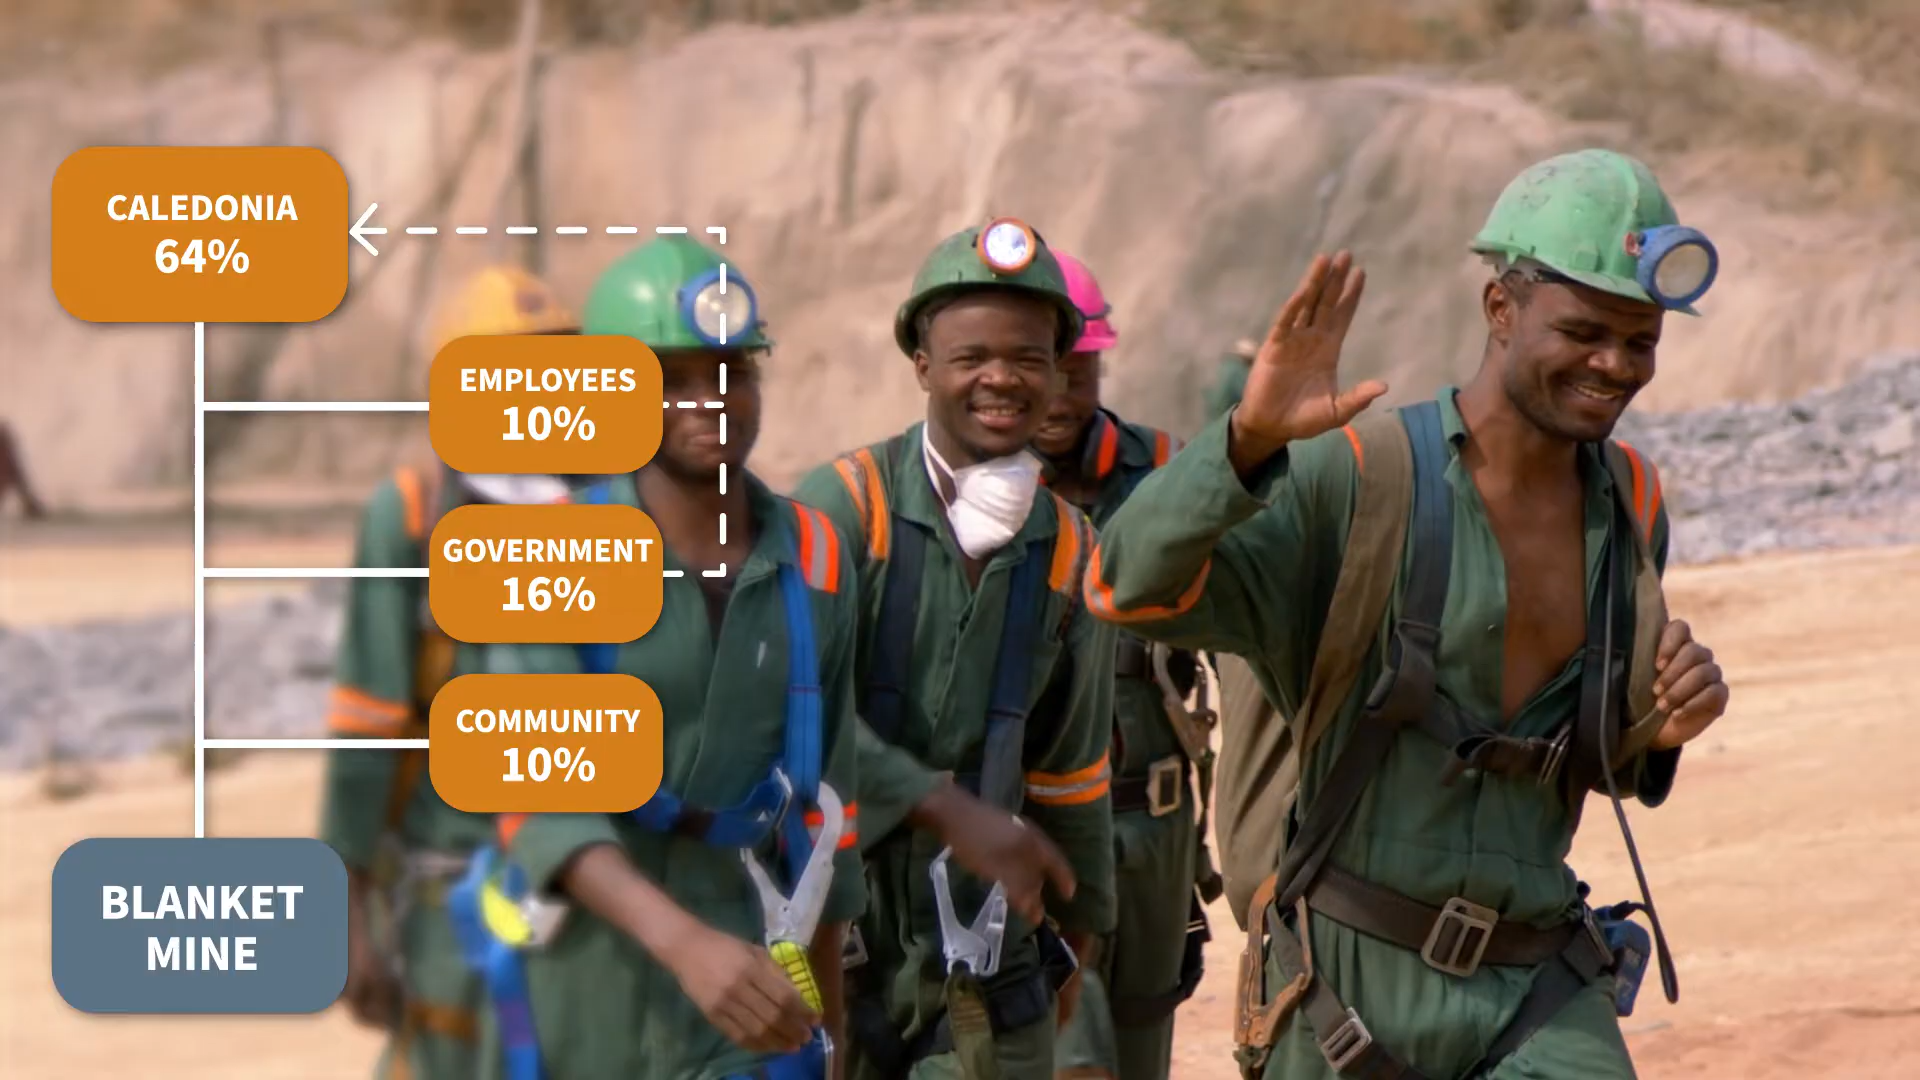 CALEDONIA
64%
EMPLOYEES
10%
GOVERNMENT
16%
COMMUNITY
10%
BLANKET
MINE